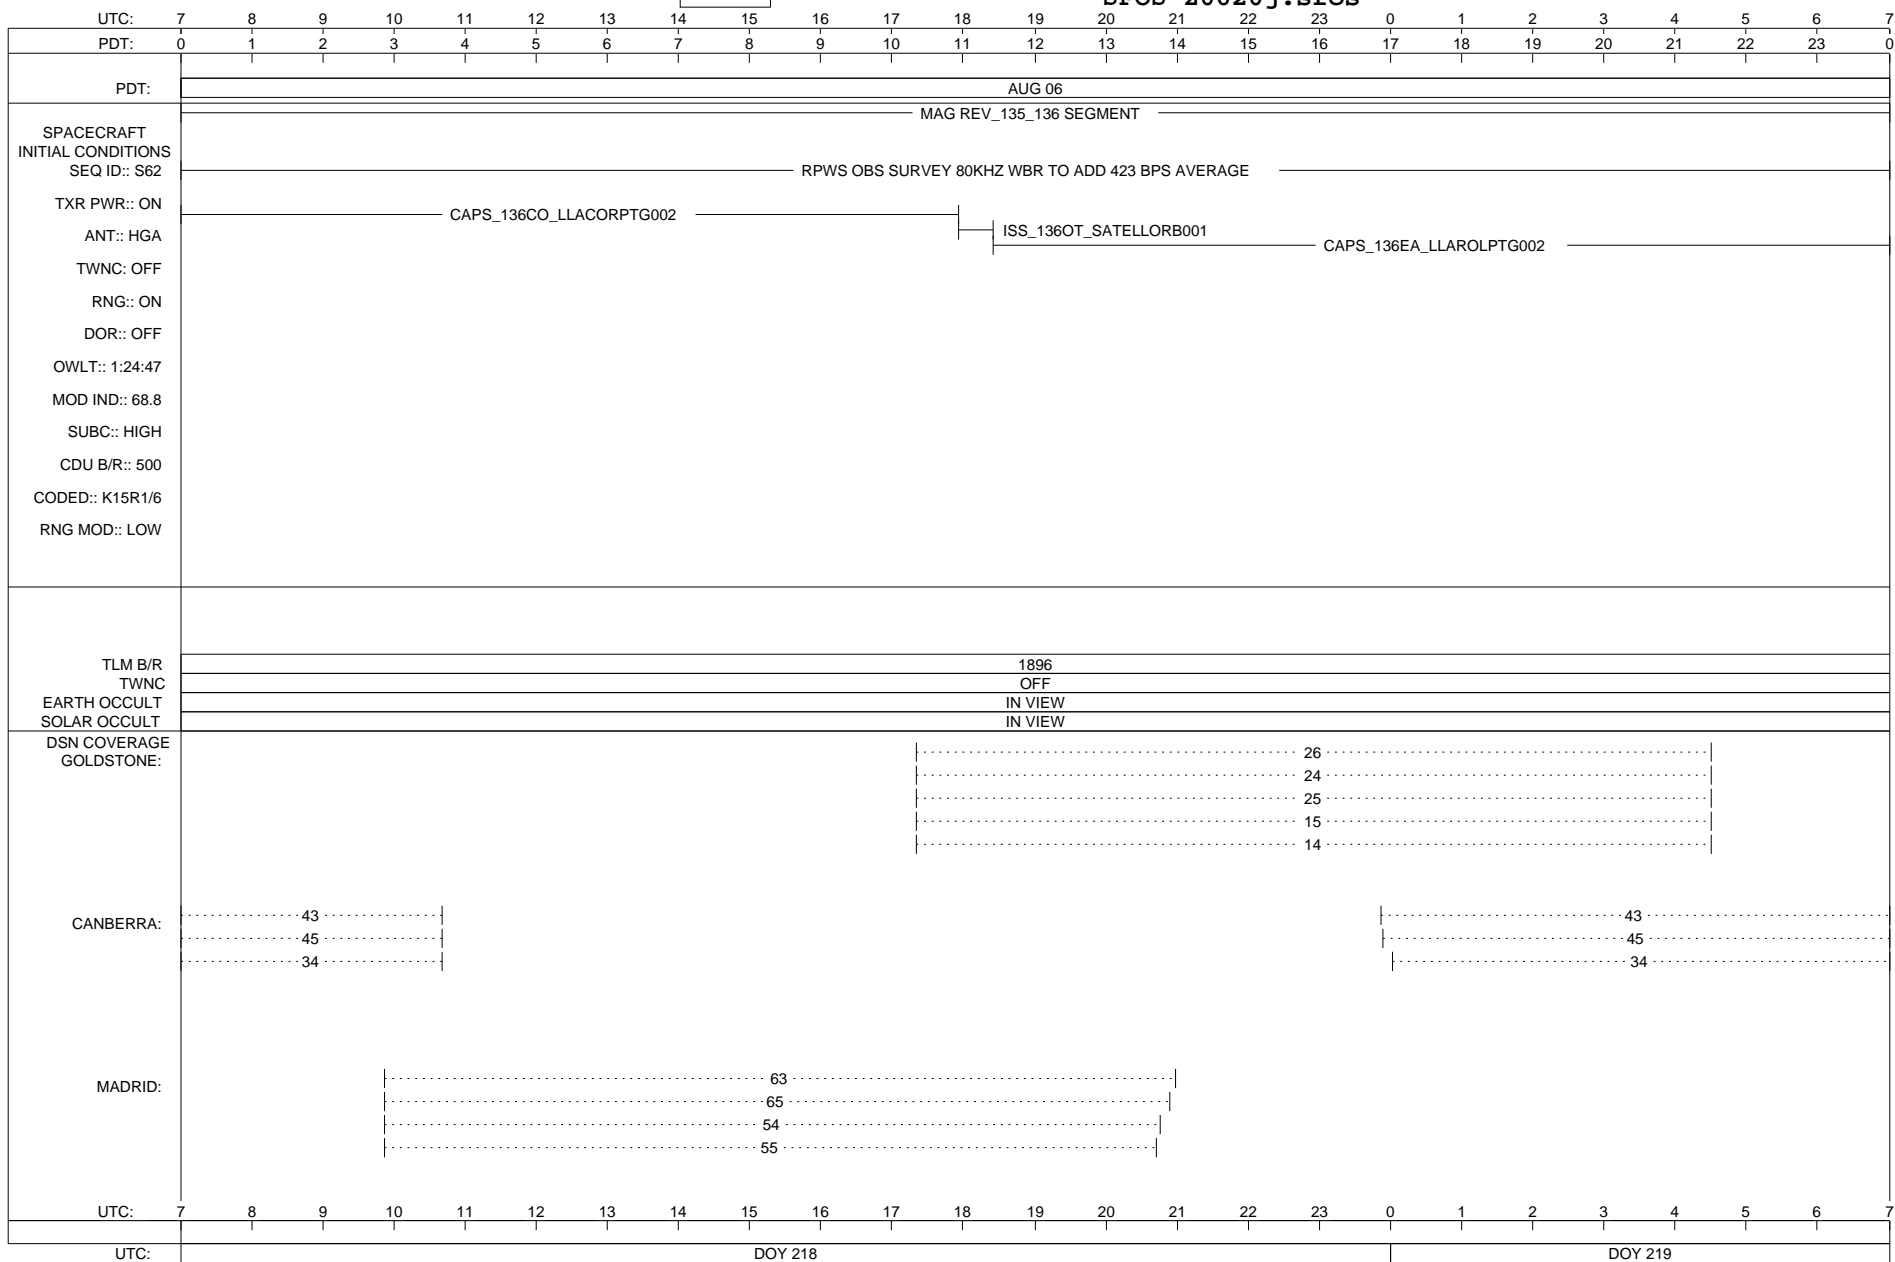 UTC: 7 8 9 10 11 12 13 14 15 16 17 18 19 20 21 22 23 0 1 2 3 4 5 6 7
PDT: 0 1 2 3 4 5 6 7 8 9 10 11 12 13 14 15 16 17 18 19 20 21 22 23 0
PDT: AUG 06
MAG REV_135_136 SEGMENT
SPACECRAFT
INITIAL CONDITIONS
SEQ ID:: S62 RPWS OBS SURVEY 80KHZ WBR TO ADD 423 BPS AVERAGE
TXR PWR:: ON
CAPS_136CO_LLACORPTG002
ANT:: HGA ISS_136OT_SATELLORB001
CAPS_136EA_LLAROLPTG002
TWNC: OFF
RNG:: ON
DOR:: OFF
OWLT:: 1:24:47
MOD IND:: 68.8
SUBC:: HIGH
CDU B/R:: 500
CODED:: K15R1/6
RNG MOD:: LOW
TLM B/R 1896
TWNC OFF
EARTH OCCULT IN VIEW
SOLAR OCCULT IN VIEW
DSN COVERAGE
GOLDSTONE: 26
24
25
15
14
CANBERRA: 43 43
45 45
34 34
MADRID: 63
65
54
55
UTC: 7 8 9 10 11 12 13 14 15 16 17 18 19 20 21 22 23 0 1 2 3 4 5 6 7
UTC: DOY 218 DOY 219